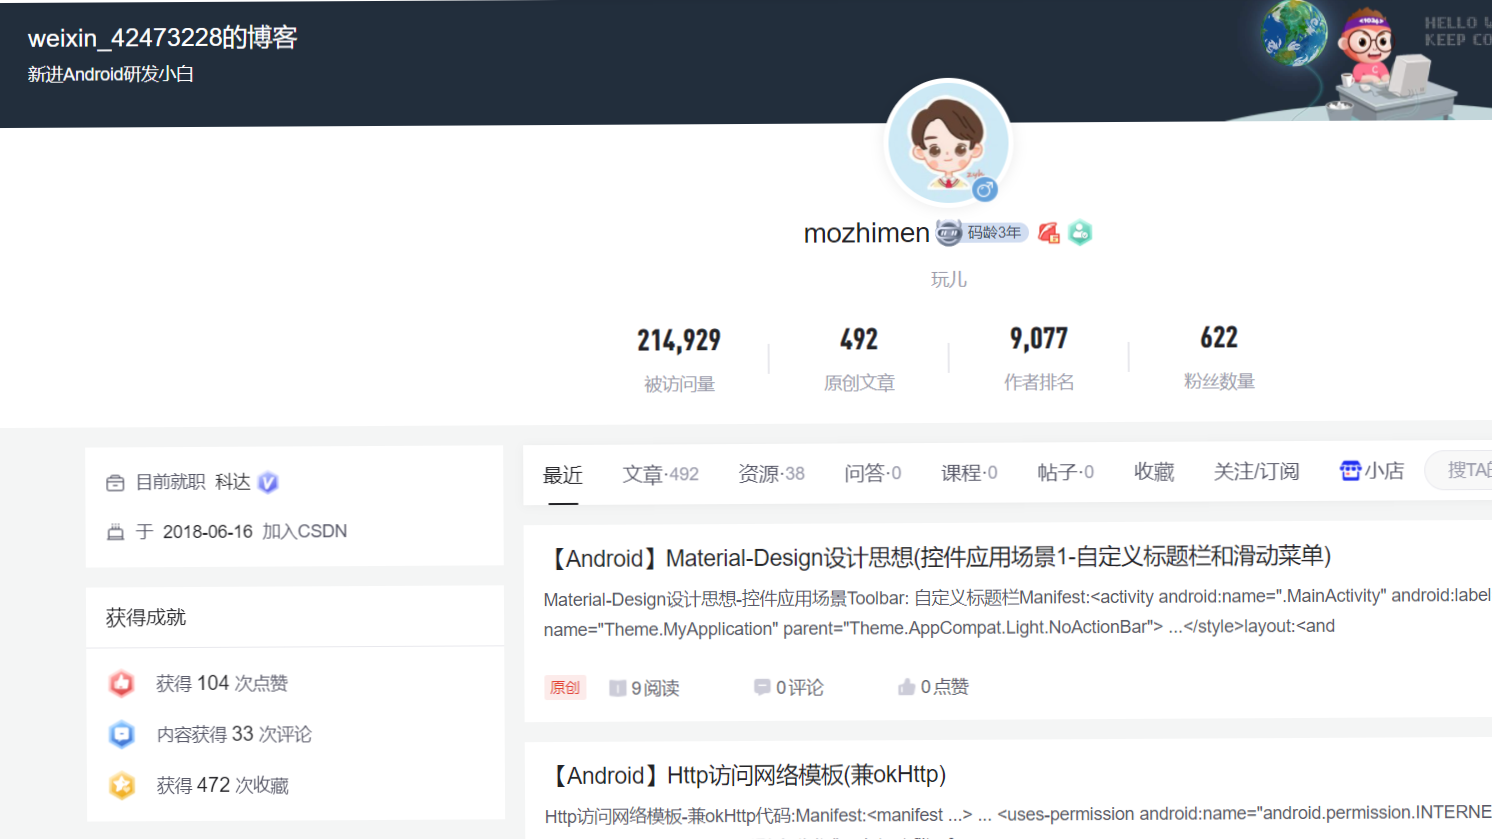 weixin_42473228的博客
新进Android研发小白
HELLO
KEEP CO
mozhimen 码龄3年
玩儿
214,929 492 9,077 622
被访问量 原创文章 作者排名 粉丝数量
目前就职 科达
于 2018-06-16 加入CSDN
获得成就
获得 104 次点赞
内容获得 33 次评论
获得 472 次收藏
最近 文章·492 资源·38 问答·0 课程·0 帖子·0 收藏 关注/订阅 小店 搜TA的
【Android】Material-Design设计思想(控件应用场景1-自定义标题栏和滑动菜单)
Material-Design设计思想-控件应用场景Toolbar: 自定义标题栏Manifest:<activity android:name=".MainActivity" android:label
name="Theme.MyApplication" parent="Theme.AppCompat.Light.NoActionBar"> ...</style>layout:<and
原创 9阅读 0评论 0点赞
【Android】Http访问网络模板(兼okHttp)
Http访问网络模板-兼okHttp代码:Manifest:<manifest ...> ... <uses-permission android:name="android.permission.INTERNE